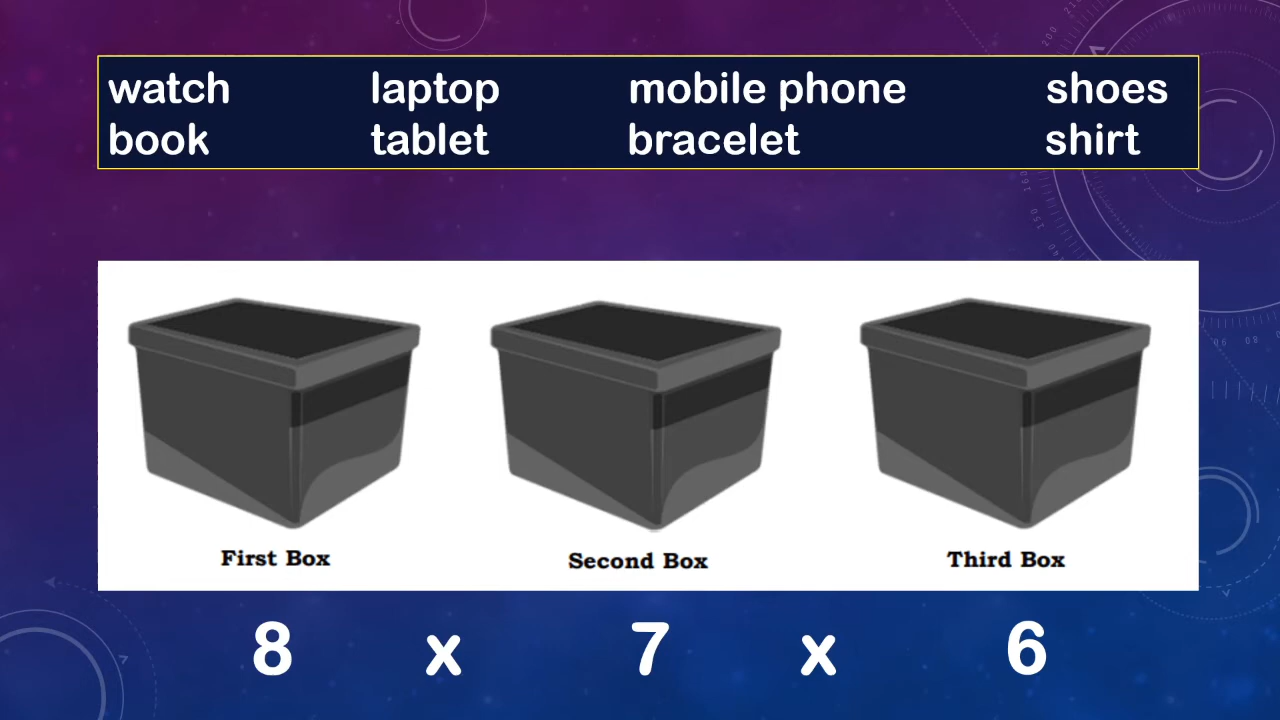 watch laptop mobile phone shoes
book tablet bracelet shirt
First Box Second Box Third Box
8 x 7 x 6